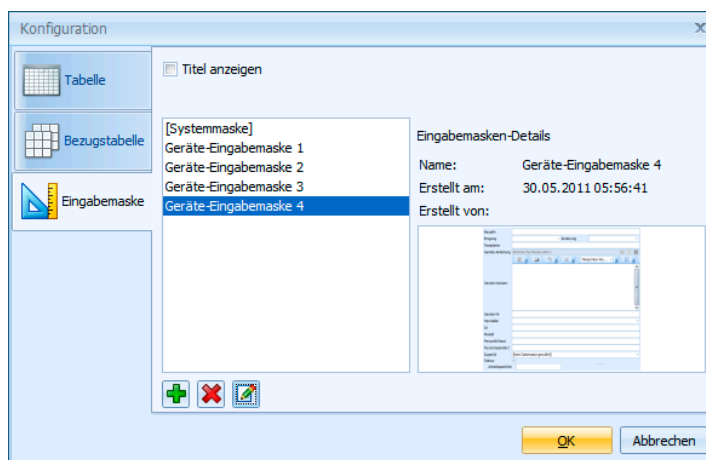 Konfiguration
Tabelle
Bezugstabelle
Eingabemaske
Titel anzeigen
[Systemmaske]
Geräte-Eingabemaske 1
Geräte-Eingabemaske 2
Geräte-Eingabemaske 3
Geräte-Eingabemaske 4
Eingabemasken-Details
Name: Geräte-Eingabemaske 4
Erstellt am: 30.05.2011 05:56:41
Erstellt von:
OK
Abbrechen